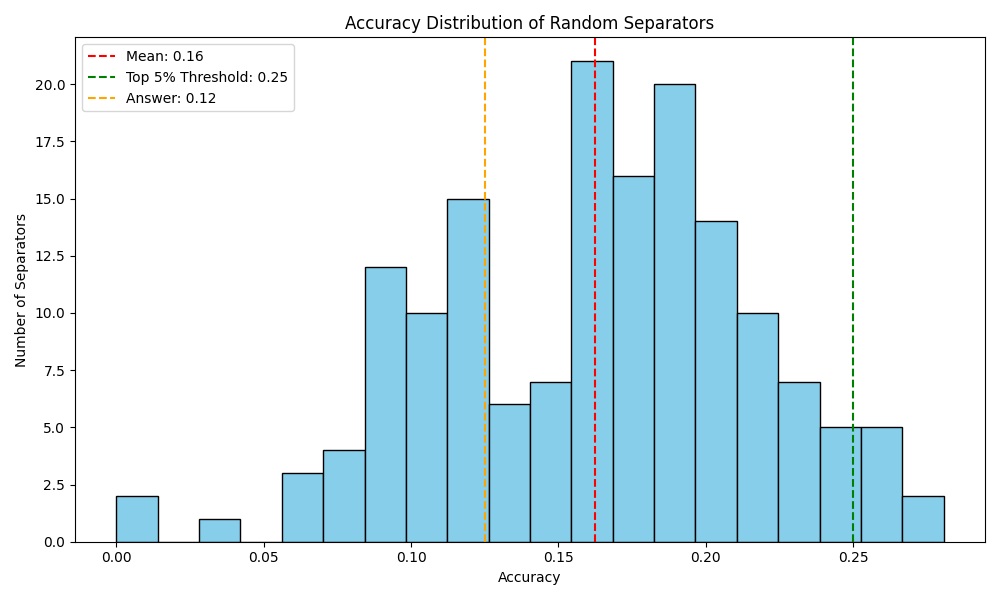 Accuracy Distribution of Random Separators
Mean: 0.16
Top 5% Threshold: 0.25
Answer: 0.12
Number of Separators
20.0
17.5
15.0
12.5
10.0
7.5
5.0
2.5
0.0
0.00 0.05 0.10 0.15 0.20 0.25
Accuracy